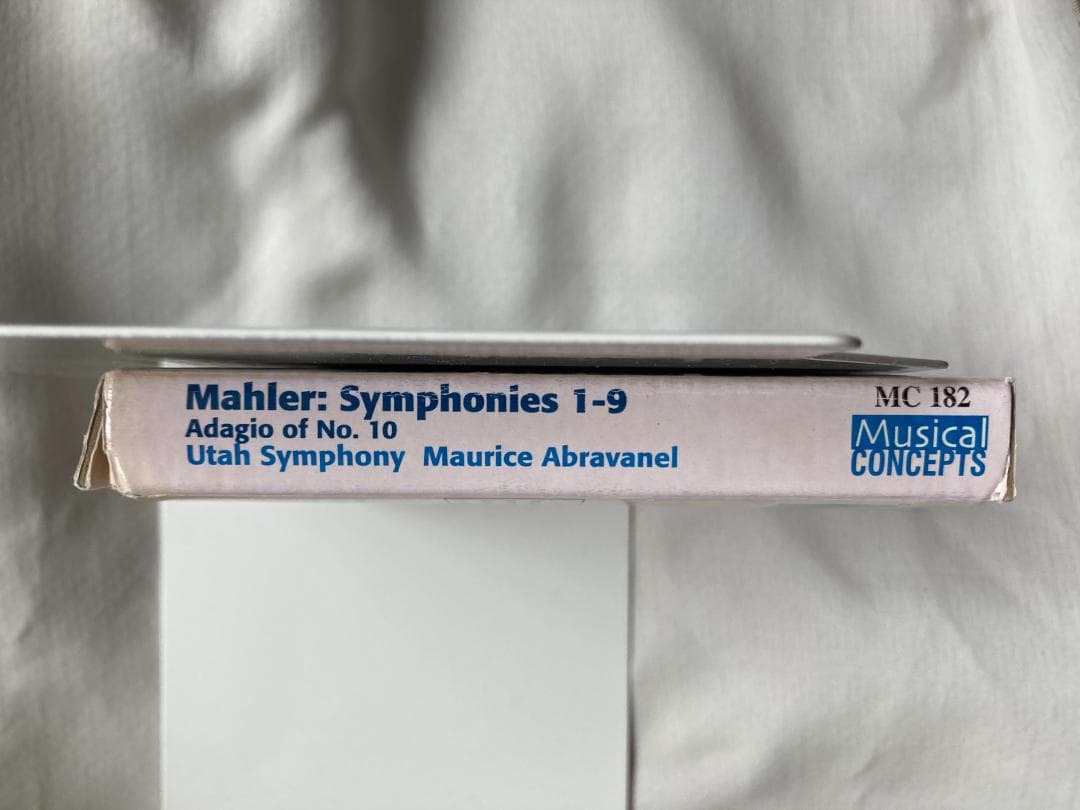 Mahler: Symphonies 1-9
Adagio of No. 10
Utah Symphony Maurice Abravanel
MC 182
Musical
CONCEPTS